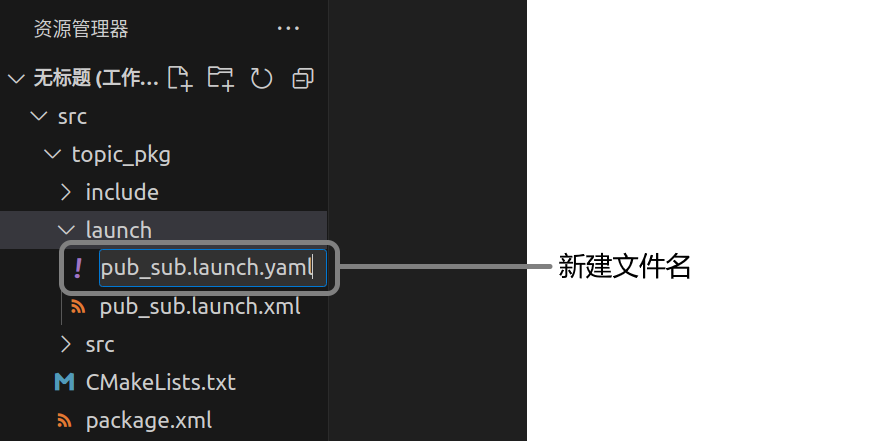 资源管理器 ···
无标题 (工作...
src
topic_pkg
include
launch
pub_sub.launch.yaml
新建文件名
pub_sub.launch.xml
src
CMakeLists.txt
package.xml